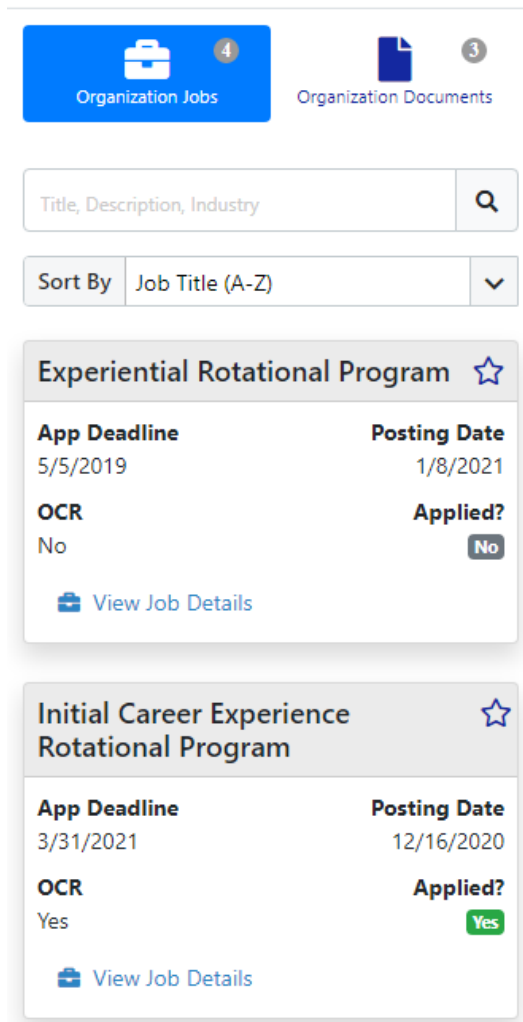 4
3
Organization Jobs
Organization Documents
Title, Description, Industry
Sort By
Job Title (A-Z)
Experiential Rotational Program
App Deadline
Posting Date
5/5/2019
1/8/2021
OCR
Applied?
No
No
View Job Details
Initial Career Experience
Rotational Program
App Deadline
Posting Date
3/31/2021
12/16/2020
OCR
Applied?
Yes
Yes
View Job Details